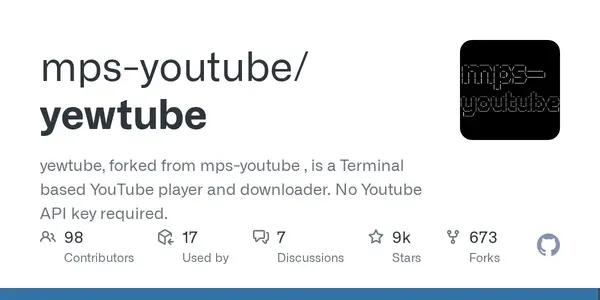 mps-youtube/
yewtube
mps-
youtube
yewtube, forked from mps-youtube , is a Terminal
based YouTube player and downloader. No Youtube
API key required.
98 17 7 9k 673
Contributors Used by Discussions Stars Forks